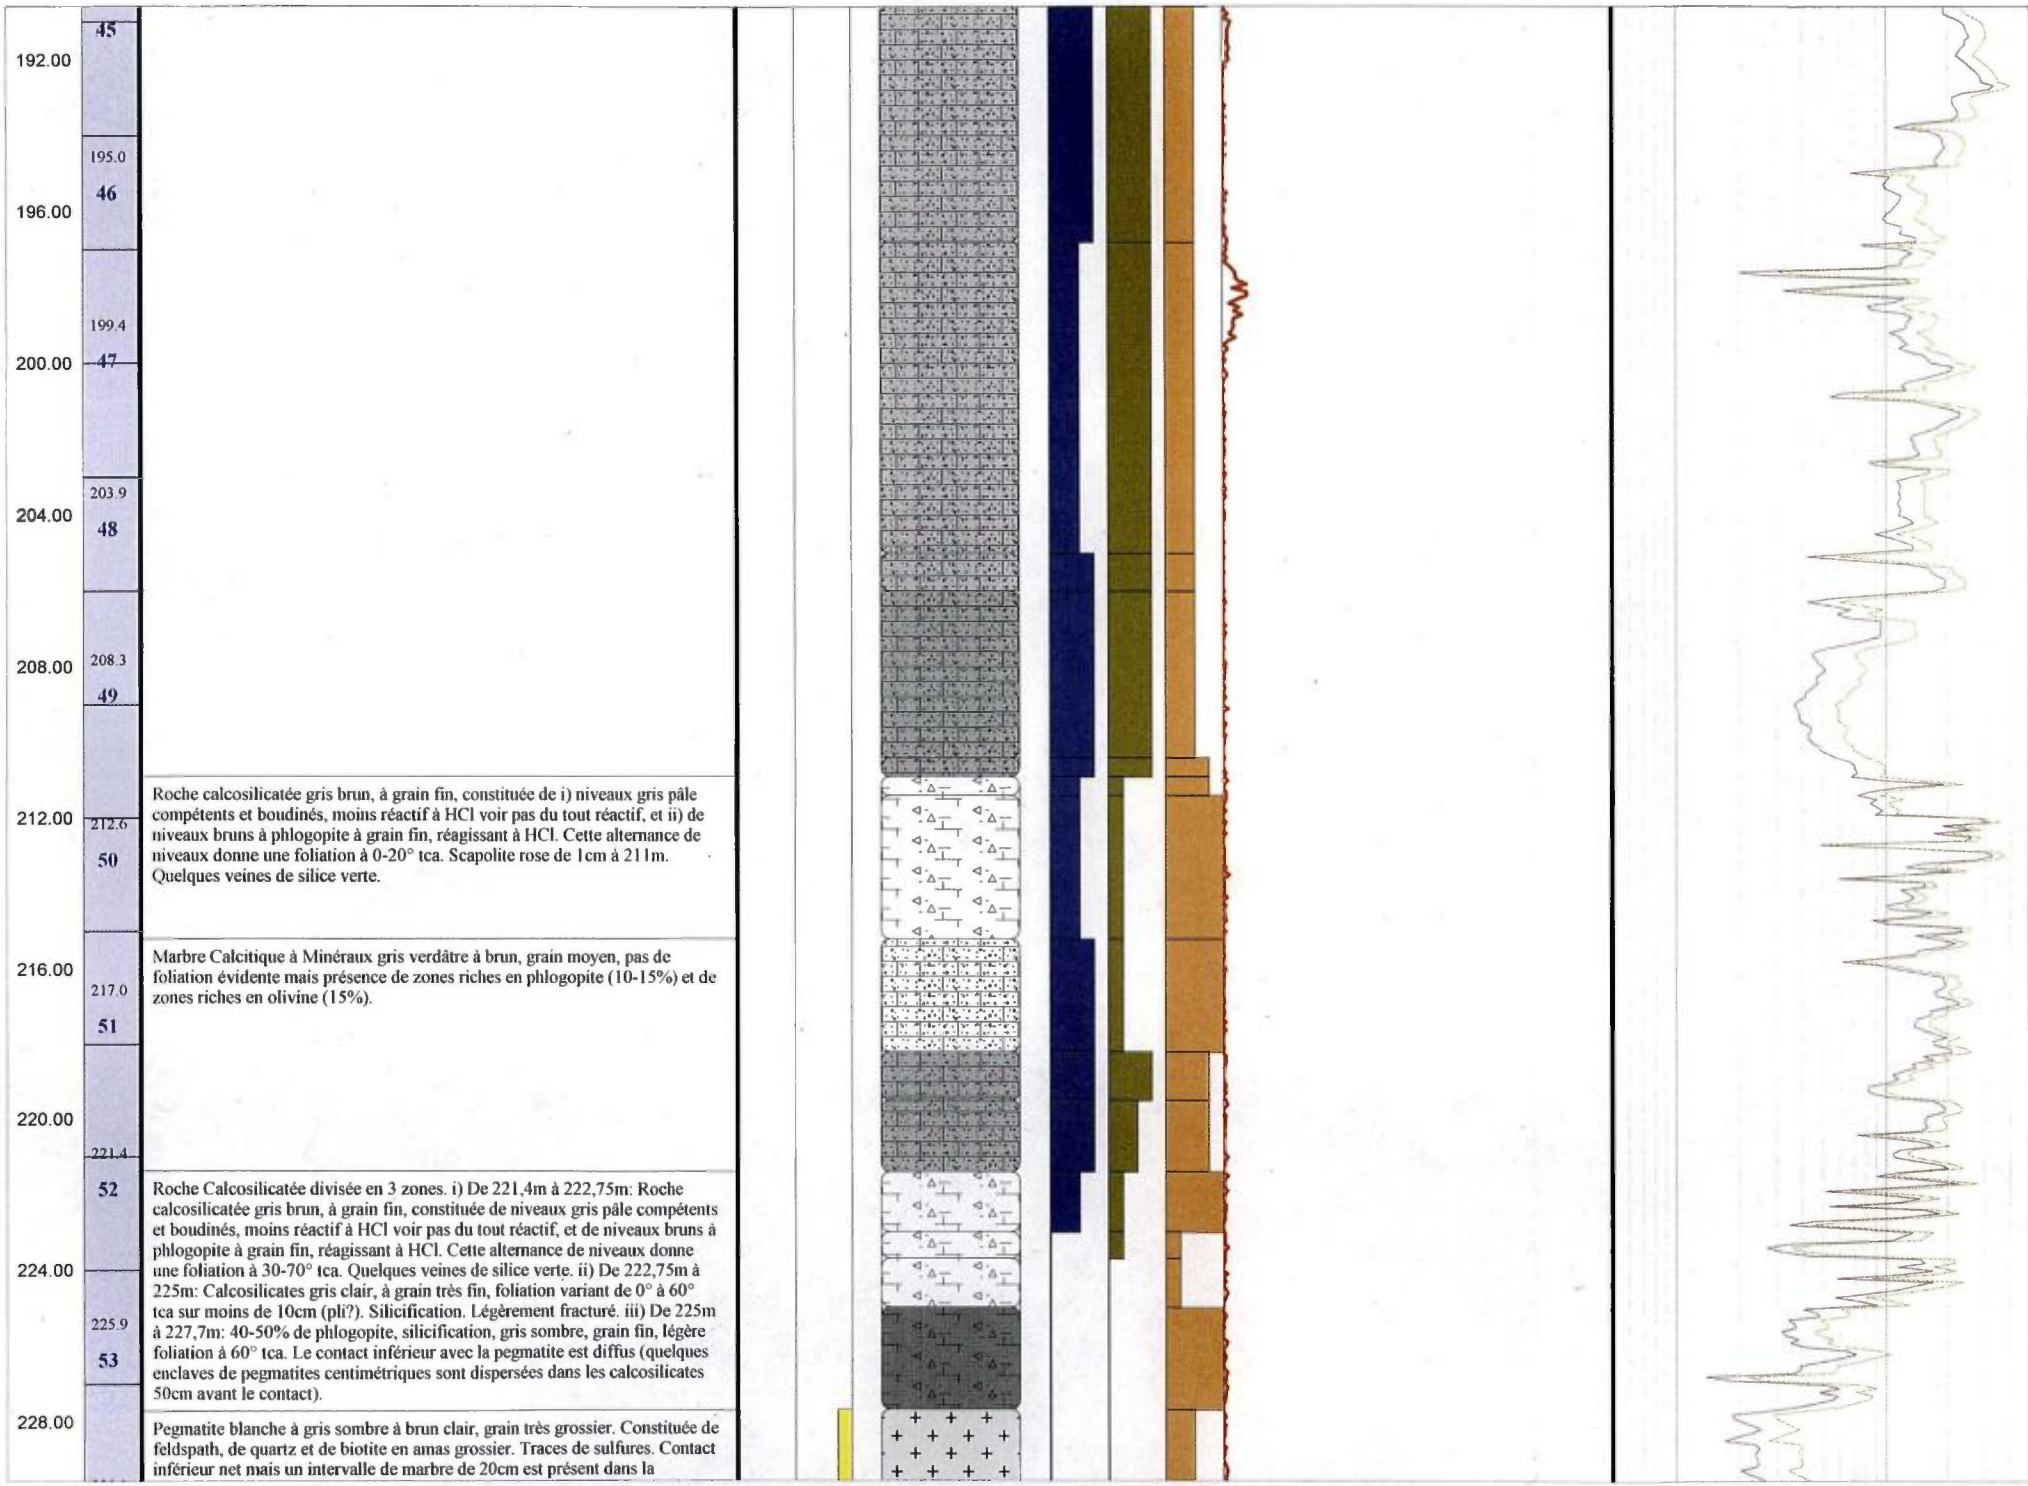 45
192.00
195.0
46
196.00
199.4
47
200.00
203.9
48
204.00
208.3
208.00
49
Roche calcosilicatée gris brun, à grain fin, constituée de i) niveaux gris pâle
compétents et boudinés, moins réactif à HCl voir pas du tout réactif, et ii) de
niveaux bruns à phlogopite à grain fin, réagissant à HCl. Cette alternance de
niveaux donne une foliation à 0-20° tca. Scapolite rose de 1cm à 211m.
Quelques veines de silice verte.
212.00
212.6
50
Marbre Calcitique à Minéraux gris verdâtre à brun, grain moyen, pas de
foliation évidente mais présence de zones riches en phlogopite (10-15%) et de
zones riches en olivine (15%).
216.00
217.0
51
220.00
221.4
52
Roche Calcosilicatée divisée en 3 zones. i) De 221,4m à 222,75m: Roche
calcosilicatée gris brun, à grain fin, constituée de niveaux gris pâle compétents
et boudinés, moins réactif à HCl voir pas du tout réactif, et de niveaux bruns à
phlogopite à grain fin, réagissant à HCl. Cette alternance de niveaux donne
une foliation à 30-70° tca. Quelques veines de silice verte. ii) De 222,75m à
225m: Calcosilicates gris clair, à grain très fin, foliation variant de 0° à 60°
tca sur moins de 10cm (pli?). Silicification. Légèrement fracturé. iii) De 225m
à 227,7m: 40-50% de phlogopite, silicification, gris sombre, grain fin, légère
foliation à 60° tca. Le contact inférieur avec la pegmatite est diffus (quelques
enclaves de pegmatites centimétriques sont dispersées dans les calcosilicates
50cm avant le contact).
224.00
225.9
53
228.00
Pegmatite blanche à gris sombre à brun clair, grain très grossier. Constituée de
feldspath, de quartz et de biotite en amas grossier. Traces de sulfures. Contact
inférieur net mais un intervalle de marbre de 20cm est présent dans la